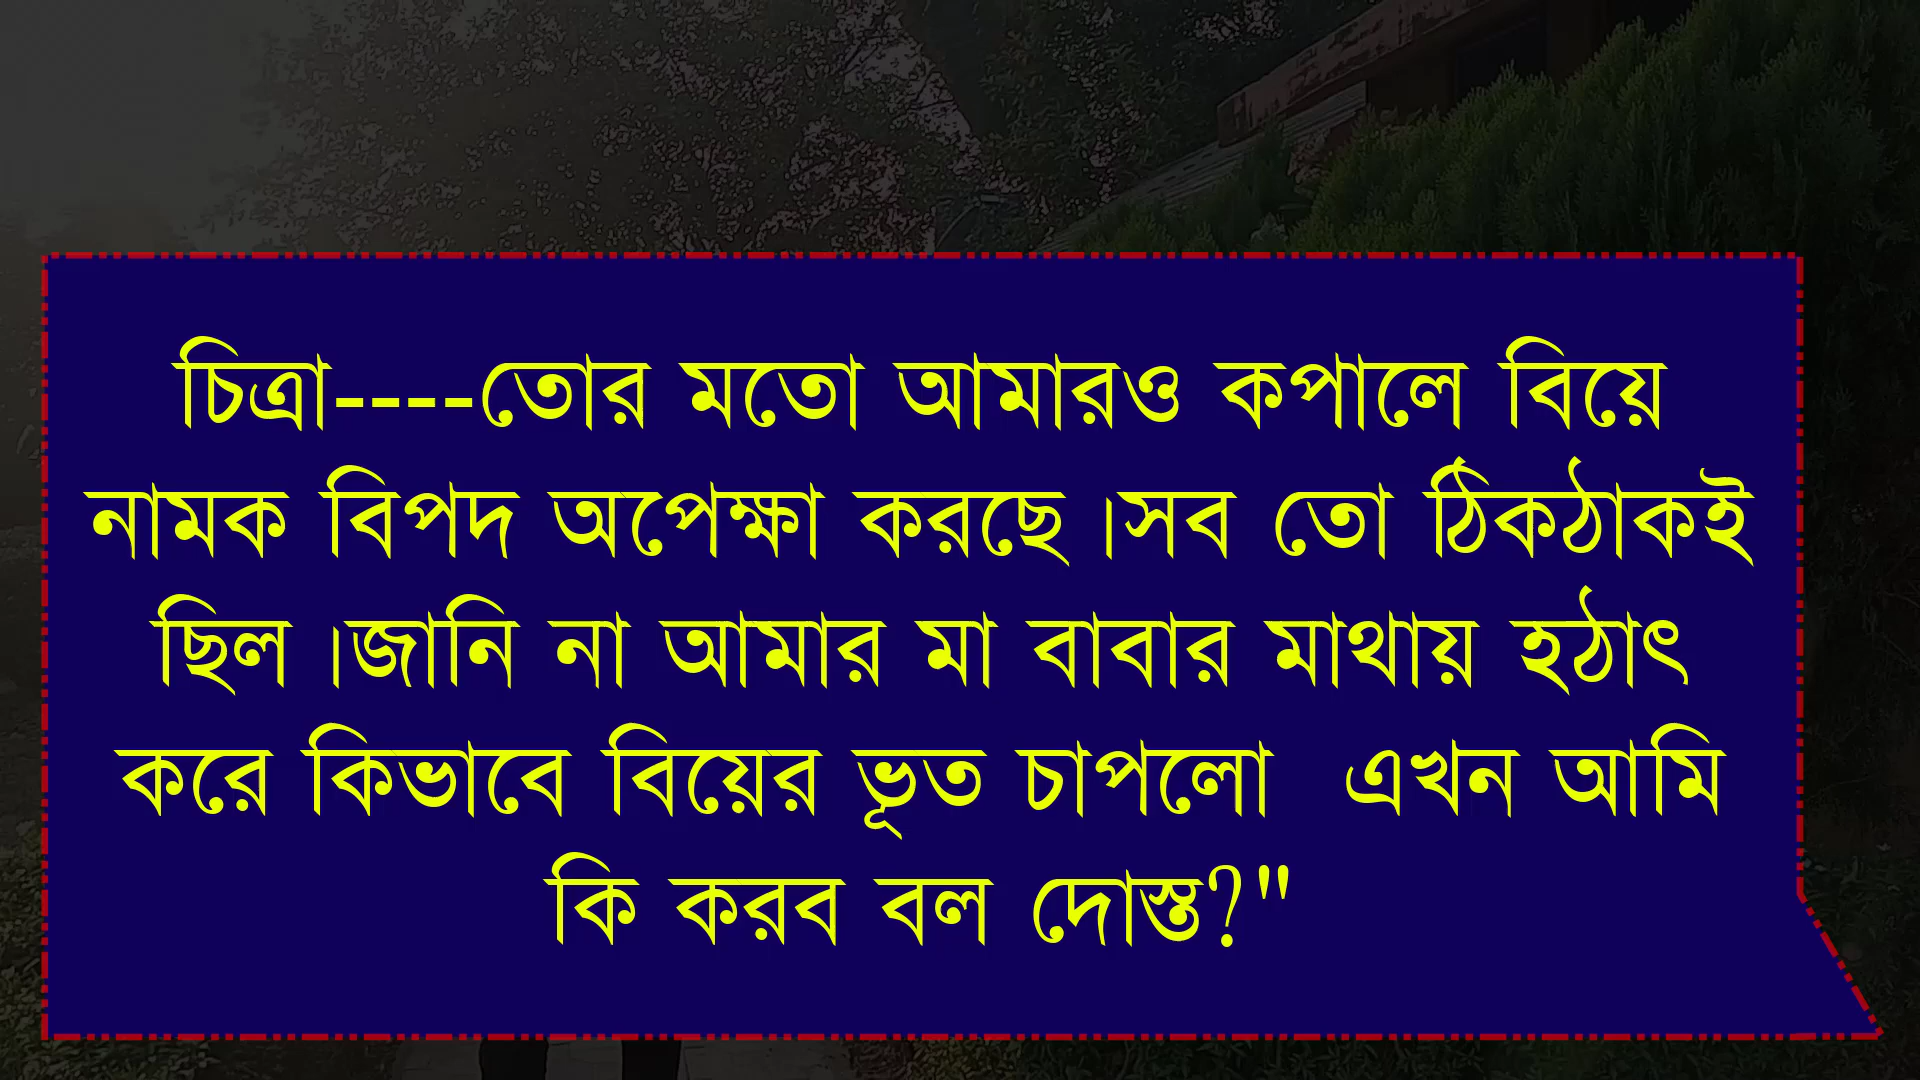 চিত্রা----তোর মতো আমারও কপালে বিয়ে
নামক বিপদ অপেক্ষা করছে।সব তো ঠিকঠাকই
ছিল।জানি না আমার মা বাবার মাথায় হঠাৎ
করে কিভাবে বিয়ের ভূত চাপলো এখন আমি
কি করব বল দোস্ত?"